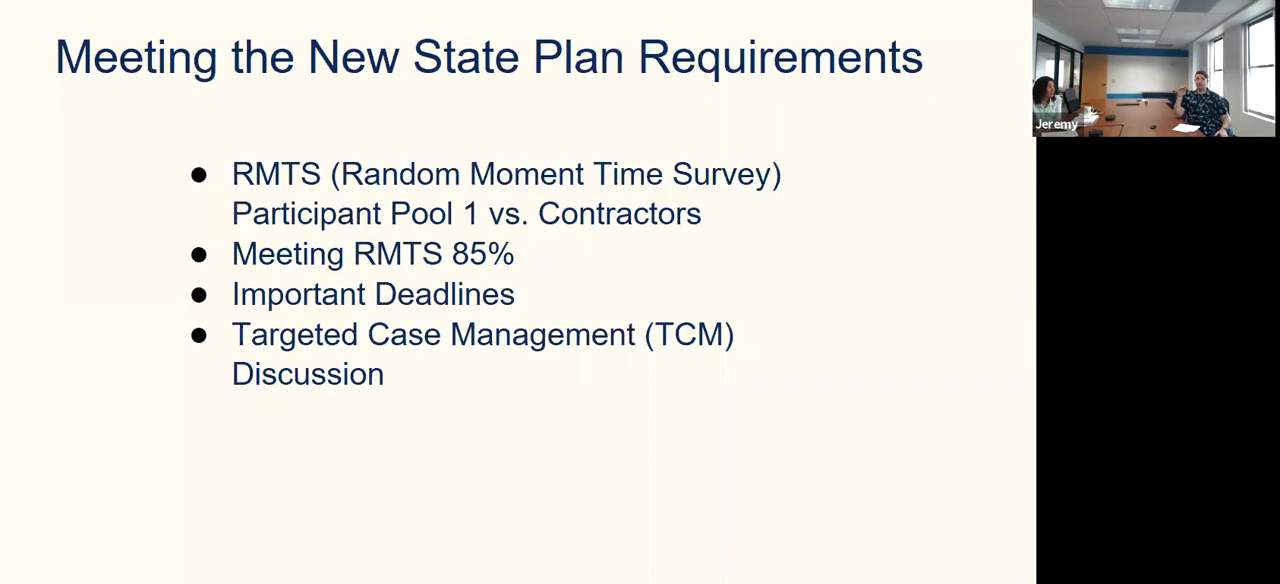 Meeting the New State Plan Requirements
● RMTS (Random Moment Time Survey)
Participant Pool 1 vs. Contractors
● Meeting RMTS 85%
● Important Deadlines
● Targeted Case Management (TCM)
Discussion
Jeremy